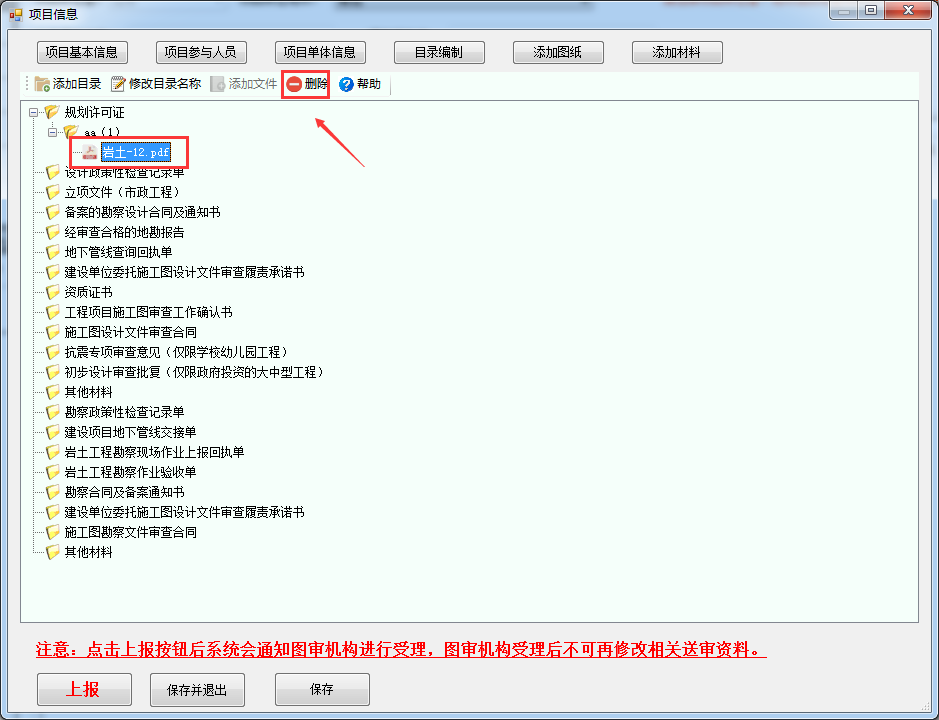 项目信息
项目基本信息 项目参与人员 项目单体信息 目录编制 添加图纸 添加材料
添加目录 修改目录名称 添加文件 删除 帮助
规划许可证
aa(1)
岩土-12.pdf
设计政策性检查记录单
立项文件（市政工程）
备案的勘察设计合同及通知书
经审查合格的地勘报告
地下管线查询回执单
建设单位委托施工图设计文件审查履责承诺书
资质证书
工程项目施工图审查工作确认书
施工图设计文件审查合同
抗震专项审查意见（仅限学校幼儿园工程）
初步设计审查批复（仅限政府投资的大中型工程）
其他材料
勘察政策性检查记录单
建设项目地下管线交接单
岩土工程勘察现场作业上报回执单
岩土工程勘察作业验收单
勘察合同及备案通知书
建设单位委托施工图设计文件审查履责承诺书
施工图勘察文件审查合同
其他材料
注意：点击上报按钮后系统会通知图审机构进行受理，图审机构受理后不可再修改相关送审资料。
上报 保存并退出 保存